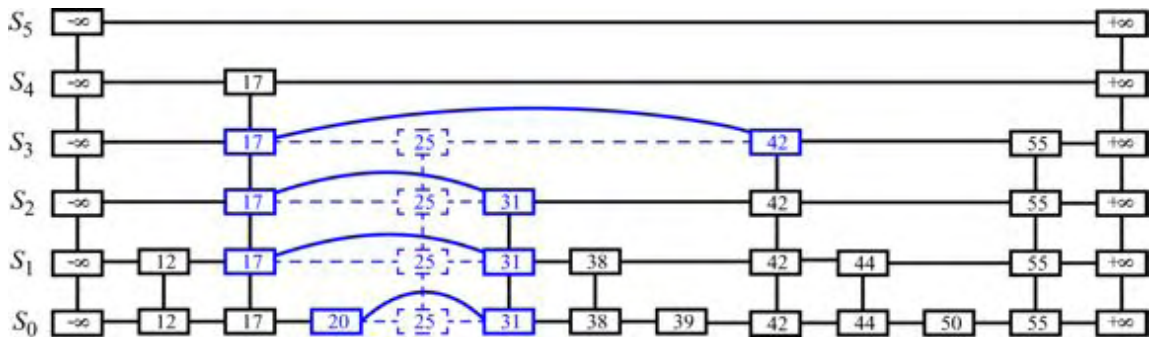 S5 -∞ +∞
S4 -∞ 17 +∞
S3 -∞ 17 25 42 55 +∞
S2 -∞ 17 25 31 42 55 +∞
S1 -∞ 12 17 25 31 38 42 44 55 +∞
S0 -∞ 12 17 20 25 31 38 39 42 44 50 55 +∞